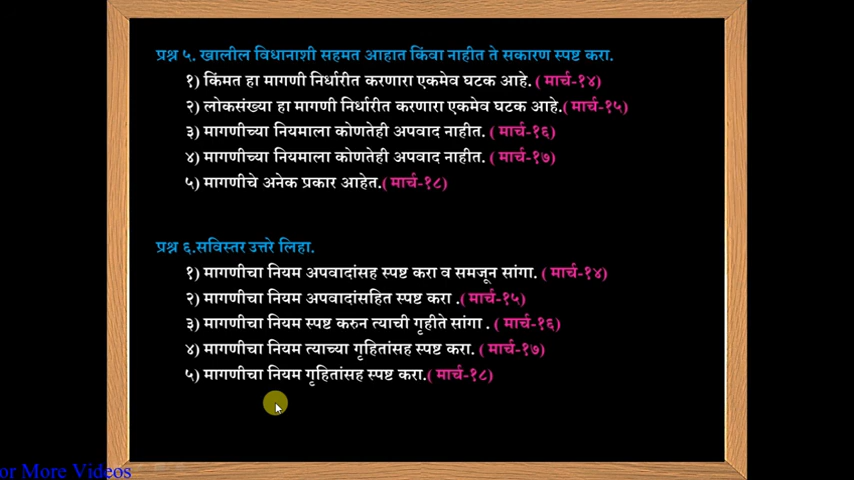 प्रश्न ५. खालील विधानाशी सहमत आहात किंवा नाहीत ते सकारण स्पष्ट करा.
१) किंमत हा मागणी निर्धारीत करणारा एकमेव घटक आहे. ( मार्च-१४)
२) लोकसंख्या हा मागणी निर्धारीत करणारा एकमेव घटक आहे.( मार्च-१५)
३) मागणीच्या नियमाला कोणतेही अपवाद नाहीत. ( मार्च-१६)
४) मागणीच्या नियमाला कोणतेही अपवाद नाहीत. ( मार्च-१७)
५) मागणीचे अनेक प्रकार आहेत.( मार्च-१८)
प्रश्न ६.सविस्तर उत्तरे लिहा.
१) मागणीचा नियम अपवादांसह स्पष्ट करा व समजून सांगा. ( मार्च-१४)
२) मागणीचा नियम अपवादांसहित स्पष्ट करा .( मार्च-१५)
३) मागणीचा नियम स्पष्ट करुन त्याची गृहीते सांगा . ( मार्च-१६)
४) मागणीचा नियम त्याच्या गृहितांसह स्पष्ट करा. ( मार्च-१७)
५) मागणीचा नियम गृहितांसह स्पष्ट करा.( मार्च-१८)
or More Videos